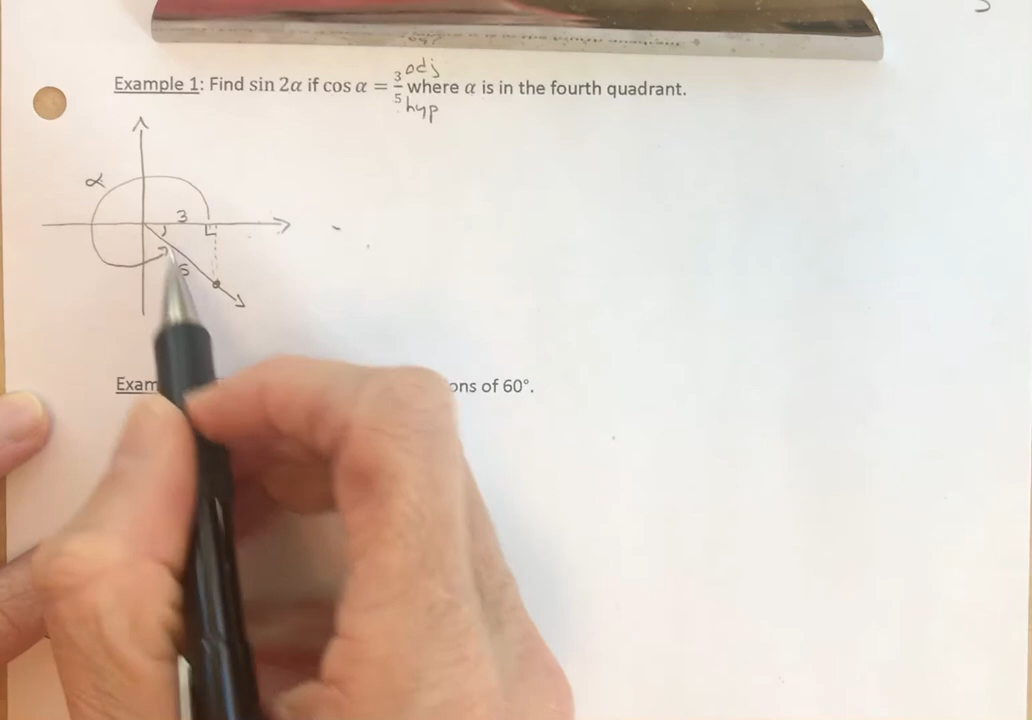 adj
Example 1: Find sin 2α if cos α = 3/5 where α is in the fourth quadrant.
hyp
α
3
5
Exam ons of 60°.